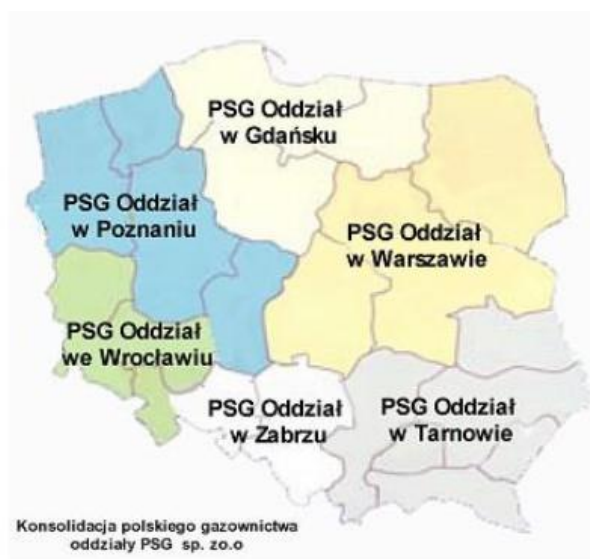 PSG Oddział
w Gdańsku
PSG Oddział
w Poznaniu
PSG Oddział
w Warszawie
PSG Oddział
we Wrocławiu
PSG Oddział
w Zabrzu
PSG Oddział
w Tarnowie
Konsolidacja polskiego gazownictwa
oddziały PSG sp. zo.o